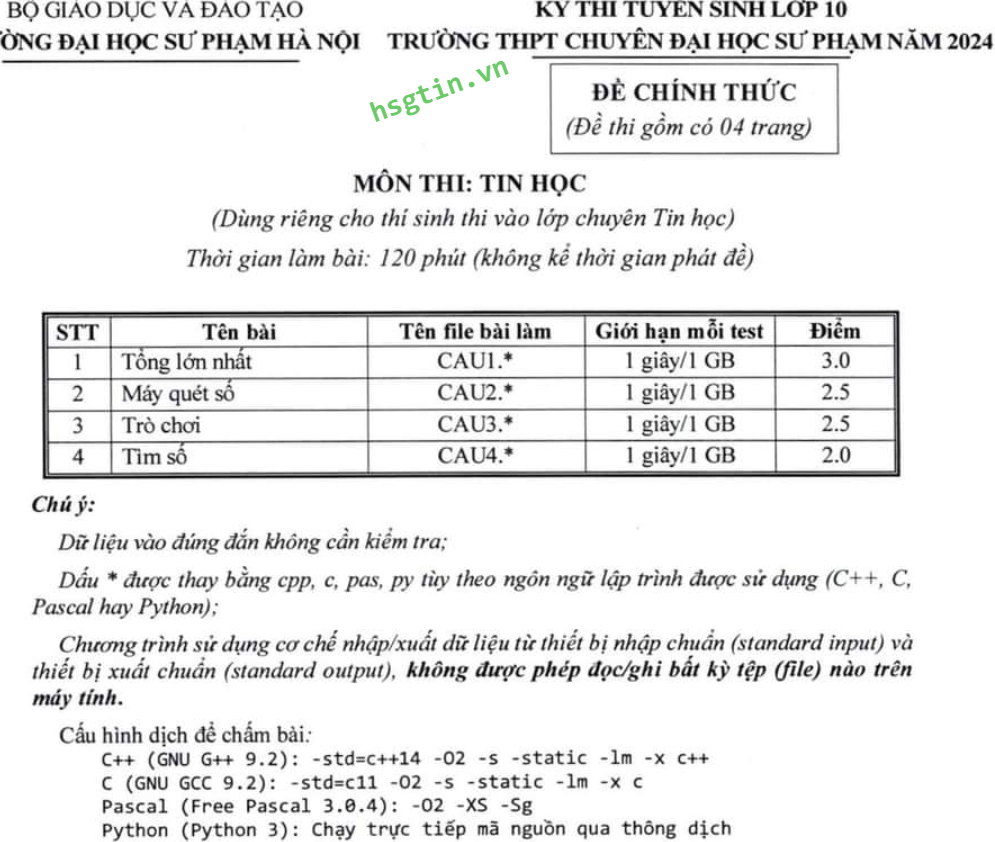 BỘ GIÁO DỤC VÀ ĐÀO TẠO
KỲ THI TUYỂN SINH LỚP 10
ỜNG ĐẠI HỌC SƯ PHẠM HÀ NỘI
TRƯỜNG THPT CHUYÊN ĐẠI HỌC SƯ PHẠM NĂM 2024
hsgtin.vn
ĐỀ CHÍNH THỨC
(Đề thi gồm có 04 trang)
MÔN THI: TIN HỌC
(Dùng riêng cho thí sinh thi vào lớp chuyên Tin học)
Thời gian làm bài: 120 phút (không kể thời gian phát đề)
STT Tên bài Tên file bài làm Giới hạn mỗi test Điểm
1 Tổng lớn nhất CAU1.* 1 giây/1 GB 3.0
2 Máy quét số CAU2.* 1 giây/1 GB 2.5
3 Trò chơi CAU3.* 1 giây/1 GB 2.5
4 Tìm số CAU4.* 1 giây/1 GB 2.0
Chú ý:
Dữ liệu vào đúng đắn không cần kiểm tra;
Dấu * được thay bằng cpp, c, pas, py tùy theo ngôn ngữ lập trình được sử dụng (C++, C,
Pascal hay Python);
Chương trình sử dụng cơ chế nhập/xuất dữ liệu từ thiết bị nhập chuẩn (standard input) và
thiết bị xuất chuẩn (standard output), không được phép đọc/ghi bất kỳ tệp (file) nào trên
máy tính.
Cấu hình dịch để chấm bài:
C++ (GNU G++ 9.2): -std=c++14 -O2 -s -static -lm -x c++
C (GNU GCC 9.2): -std=c11 -O2 -s -static -lm -x c
Pascal (Free Pascal 3.0.4): -O2 -XS -Sg
Python (Python 3): Chạy trực tiếp mã nguồn qua thông dịch